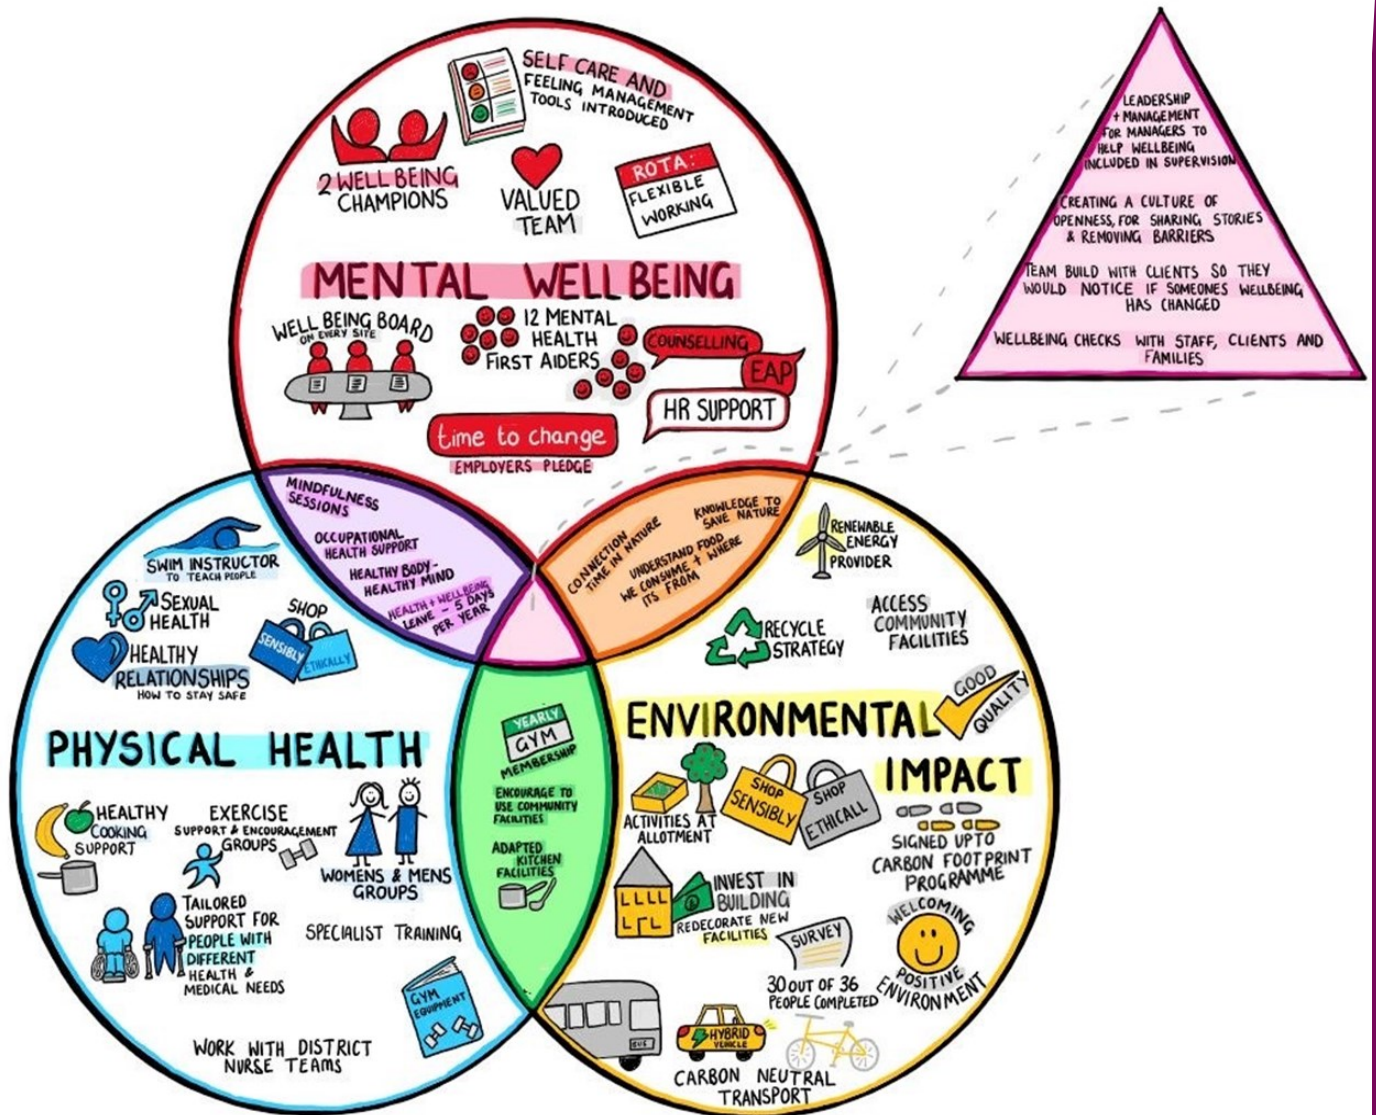 SELF CARE AND
FEELING MANAGEMENT
TOOLS INTRODUCED
2 WELL BEING
CHAMPIONS
VALUED
TEAM
ROTA:
FLEXIBLE
WORKING
MENTAL WELL BEING
WELL BEING BOARD
ON EVERY SITE
12 MENTAL
HEALTH
FIRST AIDERS
COUNSELLING
EAP
HR SUPPORT
time to change
EMPLOYERS PLEDGE
LEADERSHIP
+ MANAGEMENT
FOR MANAGERS TO
HELP WELLBEING
INCLUDED IN SUPERVISION
CREATING A CULTURE OF
OPENNESS, FOR SHARING STORIES
& REMOVING BARRIERS
TEAM BUILD WITH CLIENTS SO THEY
WOULD NOTICE IF SOMEONES WELLBEING
HAS CHANGED
WELLBEING CHECKS WITH STAFF, CLIENTS AND
FAMILIES
MINDFULNESS
SESSIONS
OCCUPATIONAL
HEALTH SUPPORT
HEALTHY BODY-
HEALTHY MIND
HEALTH + WELLBEING
LEAVE - 5 DAYS
PER YEAR
CONNECTION
TIME IN NATURE
KNOWLEDGE TO
SAVE NATURE
UNDERSTAND FOOD
WE CONSUME + WHERE
ITS FROM
SWIM INSTRUCTOR
TO TEACH PEOPLE
SEXUAL
HEALTH
SHOP
SENSIBLY
ETHICALLY
HEALTHY
RELATIONSHIPS
HOW TO STAY SAFE
PHYSICAL HEALTH
HEALTHY
COOKING
SUPPORT
EXERCISE
SUPPORT & ENCOURAGEMENT
GROUPS
WOMENS & MENS
GROUPS
TAILORED
SUPPORT FOR
PEOPLE WITH
DIFFERENT
HEALTH &
MEDICAL NEEDS
SPECIALIST TRAINING
GYM
EQUIPMENT
WORK WITH DISTRICT
NURSE TEAMS
YEARLY
GYM
MEMBERSHIP
ENCOURAGE TO
USE COMMUNITY
FACILITIES
ADAPTED
KITCHEN
FACILITIES
RENEWABLE
ENERGY
PROVIDER
RECYCLE
STRATEGY
ACCESS
COMMUNITY
FACILITIES
GOOD
QUALITY
ENVIRONMENTAL
IMPACT
ACTIVITIES AT
ALLOTMENT
SHOP
SENSIBLY
SHOP
ETHICALL
SIGNED UP TO
CARBON FOOTPRINT
PROGRAMME
INVEST IN
BUILDING
REDECORATE NEW
FACILITIES
SURVEY
30 OUT OF 36
PEOPLE COMPLETED
WELCOMING
POSITIVE
ENVIRONMENT
BUS
HYBRID
VEHICLE
CARBON NEUTRAL
TRANSPORT